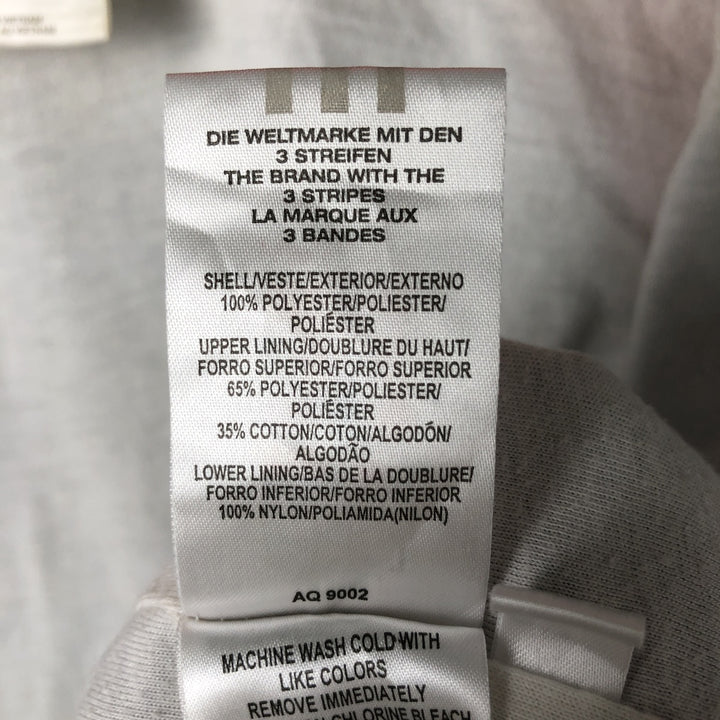 DIE WELTMARKE MIT DEN
3 STREIFEN
THE BRAND WITH THE
3 STRIPES
LA MARQUE AUX
3 BANDES
SHELL/VESTE/EXTERIOR/EXTERNO
100% POLYESTER/POLIESTER/
POLIÉSTER
UPPER LINING/DOUBLURE DU HAUT/
FORRO SUPERIOR/FORRO SUPERIOR
65% POLYESTER/POLIESTER/
POLIÉSTER
35% COTTON/COTON/ALGODÓN/
ALGODÃO
LOWER LINING/BAS DE LA DOUBLURE/
FORRO INFERIOR/FORRO INFERIOR
100% NYLON/POLIAMIDA(NILON)
AQ 9002
MACHINE WASH COLD WITH
LIKE COLORS
REMOVE IMMEDIATELY
CHLORINE BLEACH